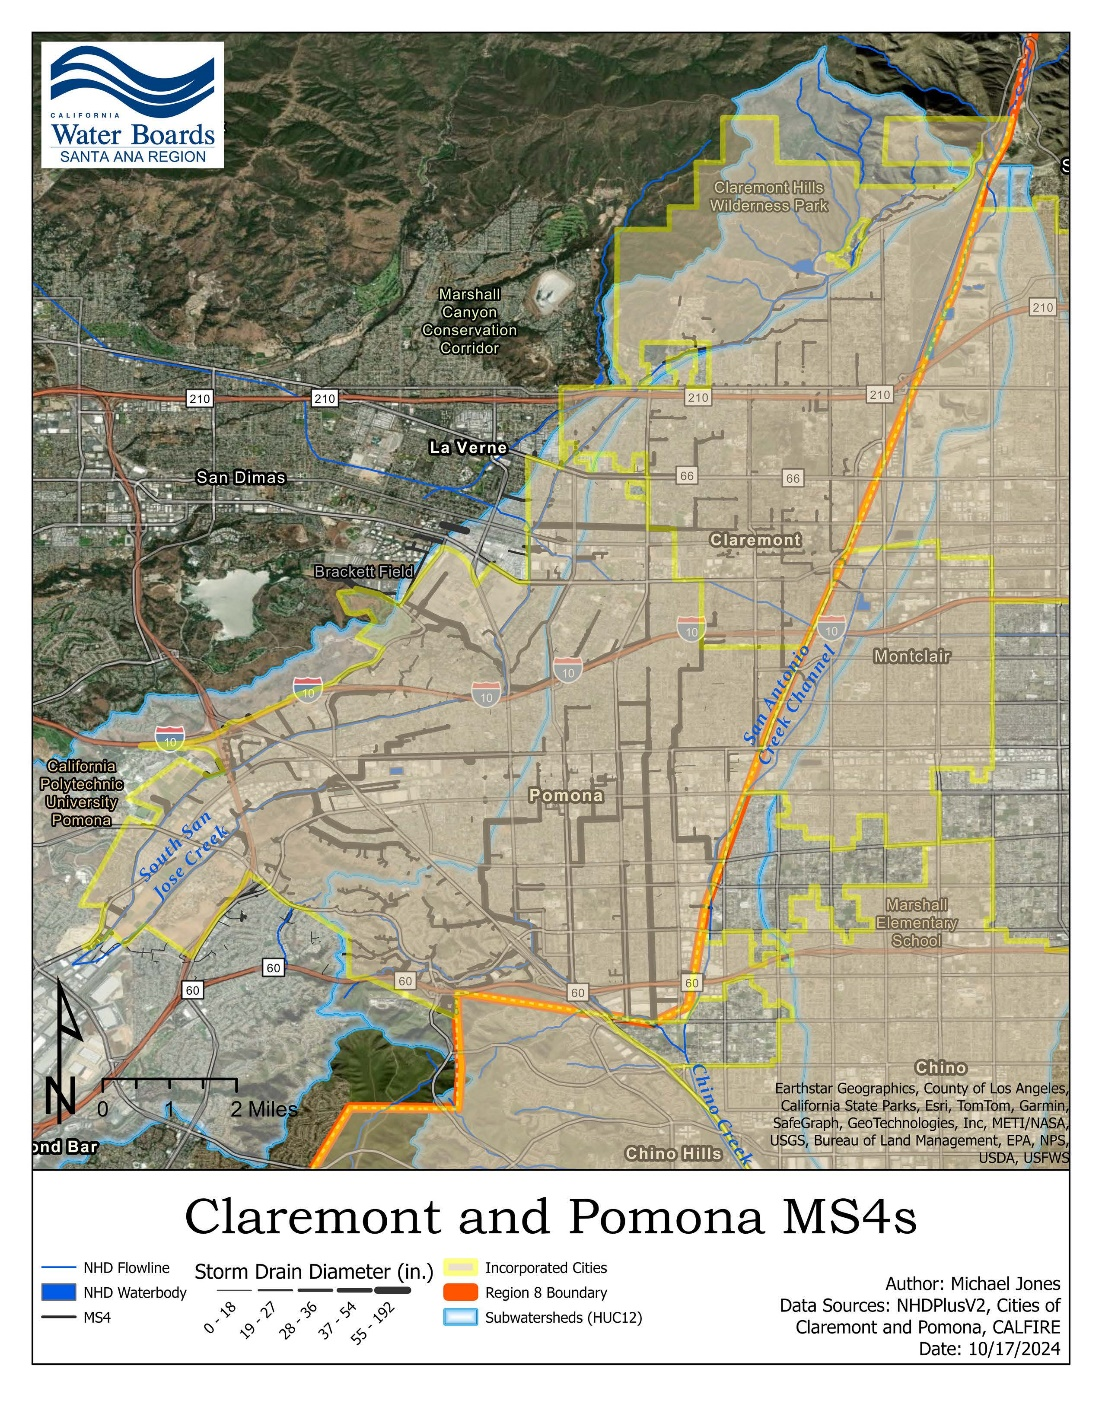 CALIFORNIA
Water Boards
SANTA ANA REGION
S
Claremont Hills
Wilderness Park
Marshall
Canyon
Conservation
Corridor
210
210
210
210
210
La Verne
San Dimas
66
66
Claremont
Brackett Field
10
10
Montclair
10
10
10
San Antonio
Creek Channel
10
California
Polytechnic
University
Pomona
Pomona
South San
Jose Creek
Marshall
Elementary
School
60
60
60
60
60
N
0 1 2 Miles
Chino
Chino Creek
ond Bar
Chino Hills
Earthstar Geographics, County of Los Angeles,
California State Parks, Esri, TomTom, Garmin,
SafeGraph, GeoTechnologies, Inc, METI/NASA,
USGS, Bureau of Land Management, EPA, NPS,
USDA, USFWS
Claremont and Pomona MS4s
NHD Flowline
NHD Waterbody
MS4
Storm Drain Diameter (in.)
0 - 18
19 - 27
28 - 36
37 - 54
55 - 192
Incorporated Cities
Region 8 Boundary
Subwatersheds (HUC12)
Author: Michael Jones
Data Sources: NHDPlusV2, Cities of
Claremont and Pomona, CALFIRE
Date: 10/17/2024